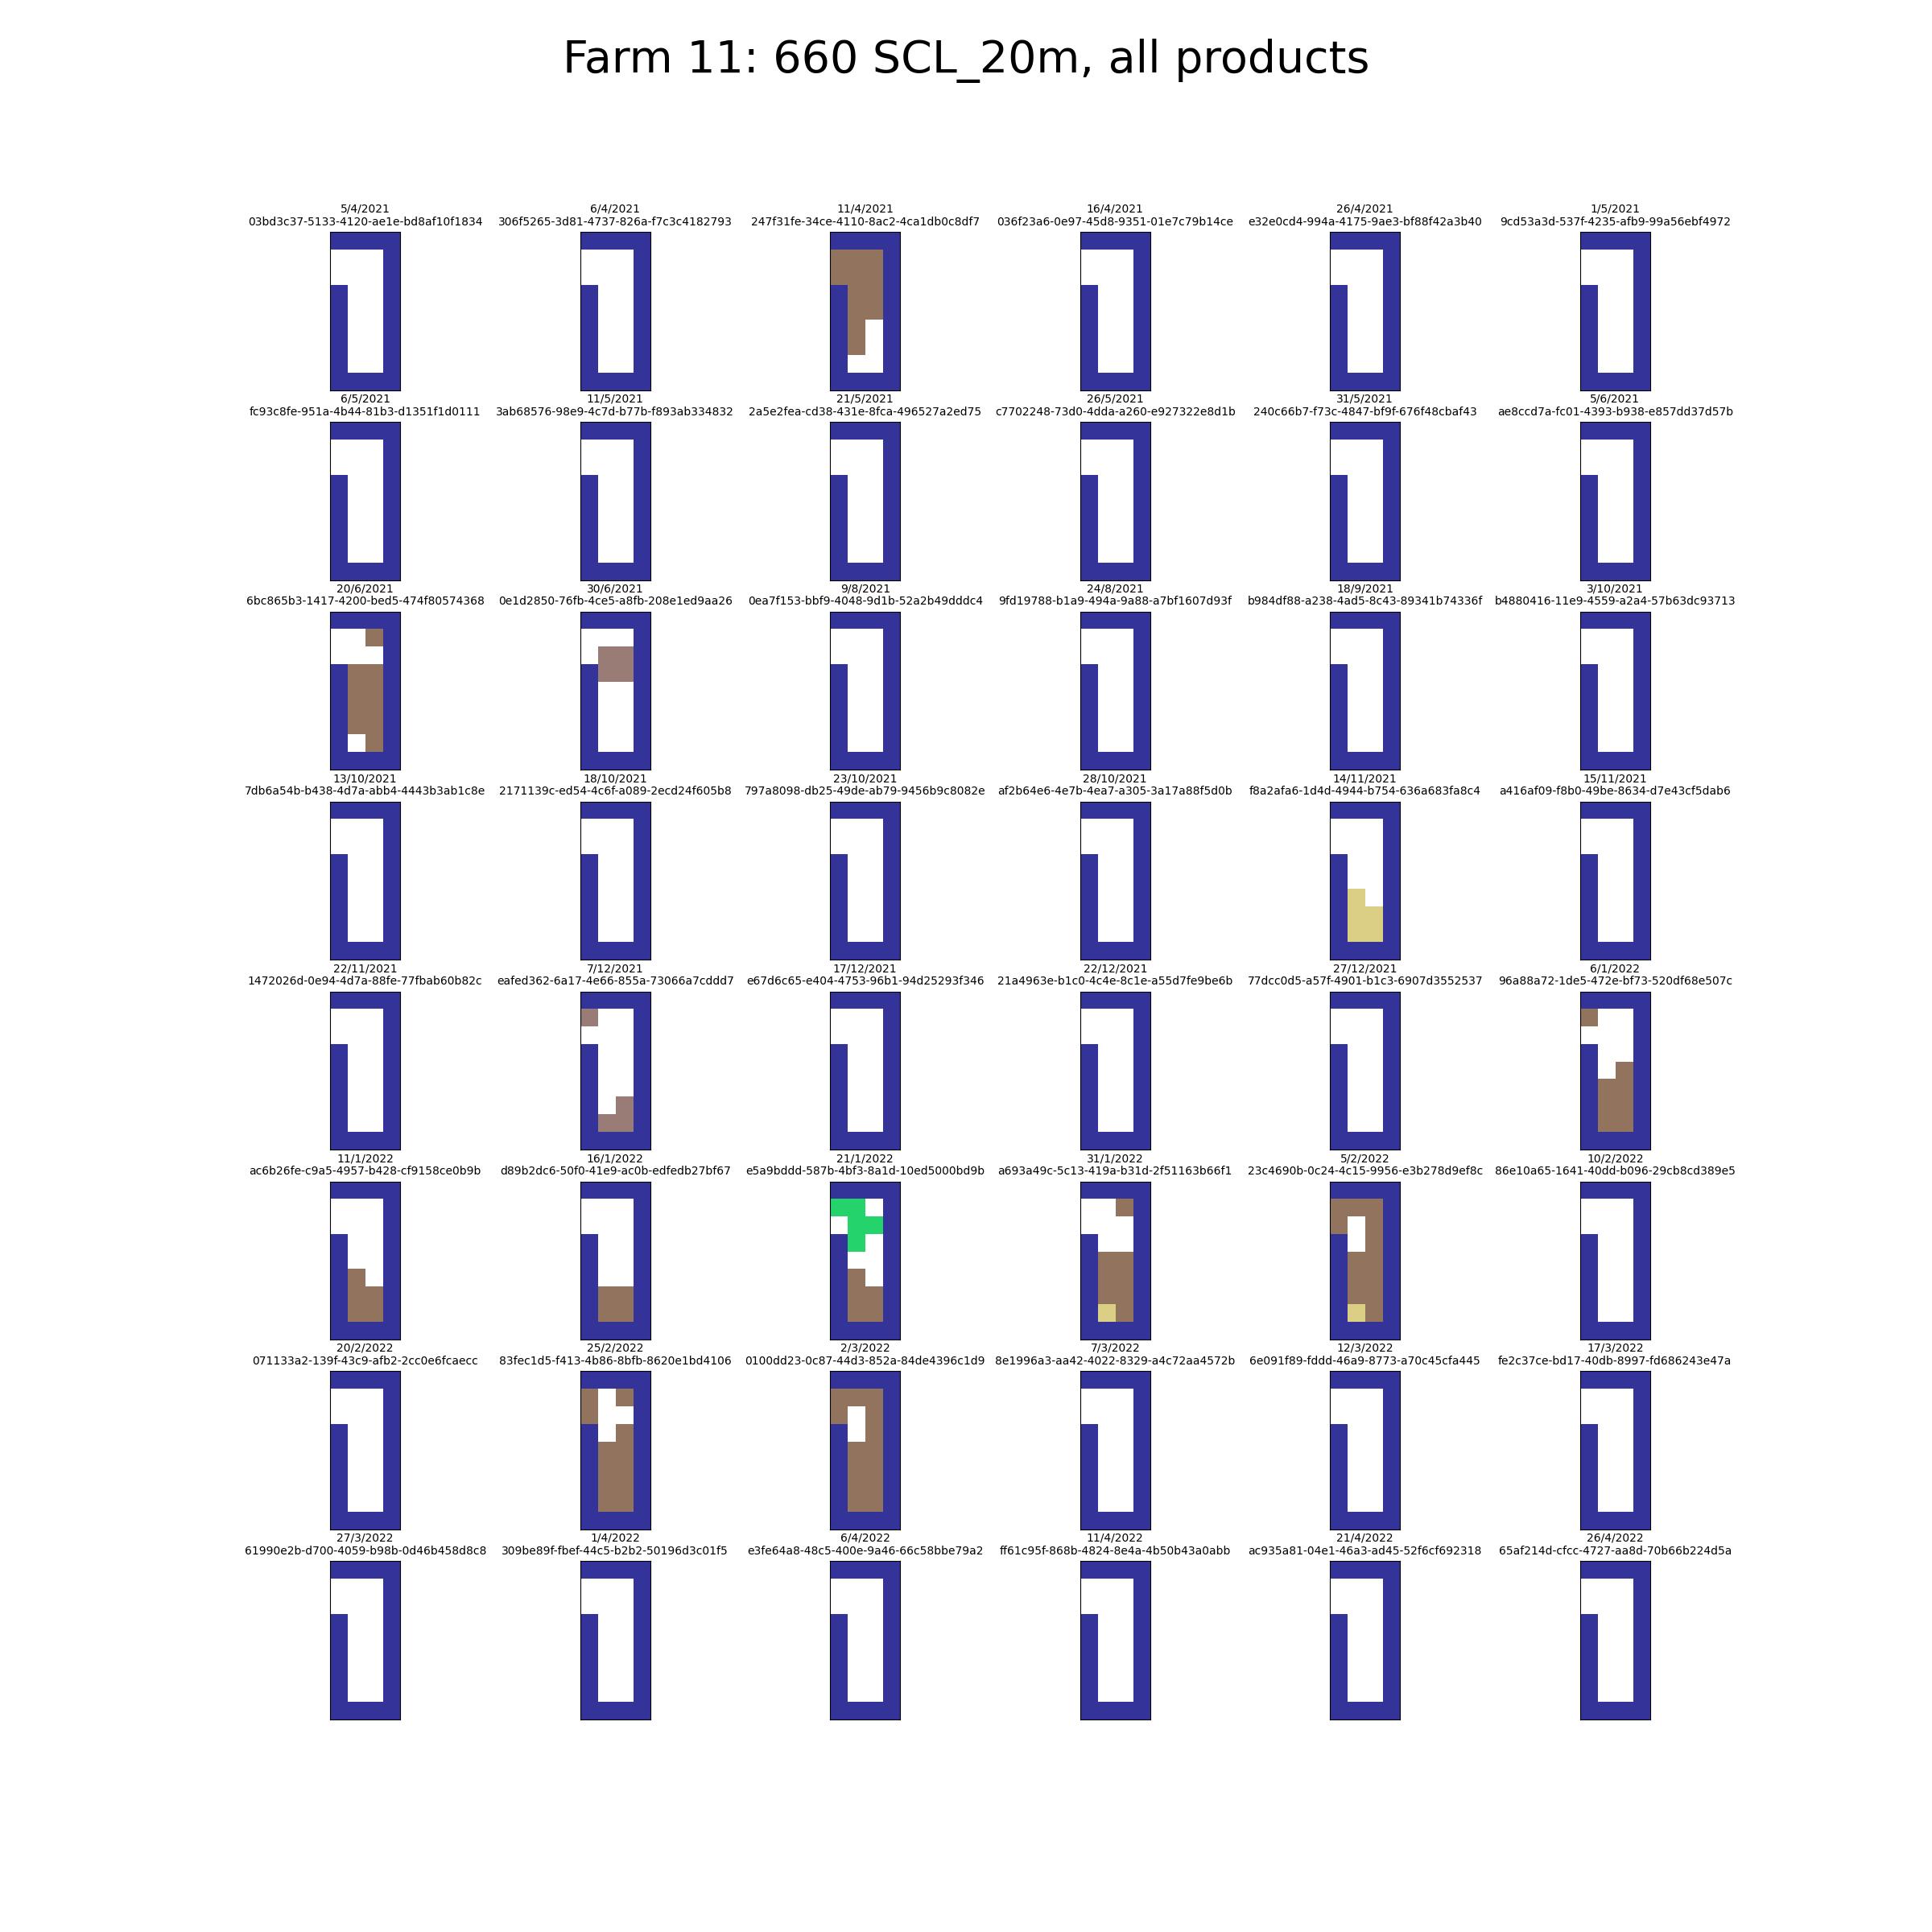 Farm 11: 660 SCL_20m, all products
5/4/2021
03bd3c37-5133-4120-ae1e-bd8af10f1834
6/4/2021
306f5265-3d81-4737-826a-f7c3c4182793
11/4/2021
247f31fe-34ce-4110-8ac2-4ca1db0c8df7
16/4/2021
036f23a6-0e97-45d8-9351-01e7c79b14ce
26/4/2021
e32e0cd4-994a-4175-9ae3-bf88f42a3b40
1/5/2021
9cd53a3d-537f-4235-afb9-99a56ebf4972
6/5/2021
fc93c8fe-951a-4b44-81b3-d1351f1d0111
11/5/2021
3ab68576-98e9-4c7d-b77b-f893ab334832
21/5/2021
2a5e2fea-cd38-431e-8fca-496527a2ed75
26/5/2021
c7702248-73d0-4dda-a260-e927322e8d1b
31/5/2021
240c66b7-f73c-4847-bf9f-676f48cbaf43
5/6/2021
ae8ccd7a-fc01-4393-b938-e857dd37d57b
20/6/2021
6bc865b3-1417-4200-bed5-474f80574368
30/6/2021
0e1d2850-76fb-4ce5-a8fb-208e1ed9aa26
9/8/2021
0ea7f153-bbf9-4048-9d1b-52a2b49dddc4
24/8/2021
9fd19788-b1a9-494a-9a88-a7bf1607d93f
18/9/2021
b984df88-a238-4ad5-8c43-89341b74336f
3/10/2021
b4880416-11e9-4559-a2a4-57b63dc93713
13/10/2021
7db6a54b-b438-4d7a-abb4-4443b3ab1c8e
18/10/2021
2171139c-ed54-4c6f-a089-2ecd24f605b8
23/10/2021
797a8098-db25-49de-ab79-9456b9c8082e
28/10/2021
af2b64e6-4e7b-4ea7-a305-3a17a88f5d0b
14/11/2021
f8a2afa6-1d4d-4944-b754-636a683fa8c4
15/11/2021
a416af09-f8b0-49be-8634-d7e43cf5dab6
22/11/2021
1472026d-0e94-4d7a-88fe-77fbab60b82c
7/12/2021
eafed362-6a17-4e66-855a-73066a7cddd7
17/12/2021
e67d6c65-e404-4753-96b1-94d25293f346
22/12/2021
21a4963e-b1c0-4c4e-8c1e-a55d7fe9be6b
27/12/2021
77dcc0d5-a57f-4901-b1c3-6907d3552537
6/1/2022
96a88a72-1de5-472e-bf73-520df68e507c
11/1/2022
ac6b26fe-c9a5-4957-b428-cf9158ce0b9b
16/1/2022
d89b2dc6-50f0-41e9-ac0b-edfedb27bf67
21/1/2022
e5a9bddd-587b-4bf3-8a1d-10ed5000bd9b
31/1/2022
a693a49c-5c13-419a-b31d-2f51163b66f1
5/2/2022
23c4690b-0c24-4c15-9956-e3b278d9ef8c
10/2/2022
86e10a65-1641-40dd-b096-29cb8cd389e5
20/2/2022
071133a2-139f-43c9-afb2-2cc0e6fcaecc
25/2/2022
83fec1d5-f413-4b86-8bfb-8620e1bd4106
2/3/2022
0100dd23-0c87-44d3-852a-84de4396c1d9
7/3/2022
8e1996a3-aa42-4022-8329-a4c72aa4572b
12/3/2022
6e091f89-fddd-46a9-8773-a70c45cfa445
17/3/2022
fe2c37ce-bd17-40db-8997-fd686243e47a
27/3/2022
61990e2b-d700-4059-b98b-0d46b458d8c8
1/4/2022
309be89f-fbef-44c5-b2b2-50196d3c01f5
6/4/2022
e3fe64a8-48c5-400e-9a46-66c58bbe79a2
11/4/2022
ff61c95f-868b-4824-8e4a-4b50b43a0abb
21/4/2022
ac935a81-04e1-46a3-ad45-52f6cf692318
26/4/2022
65af214d-cfcc-4727-aa8d-70b66b224d5a